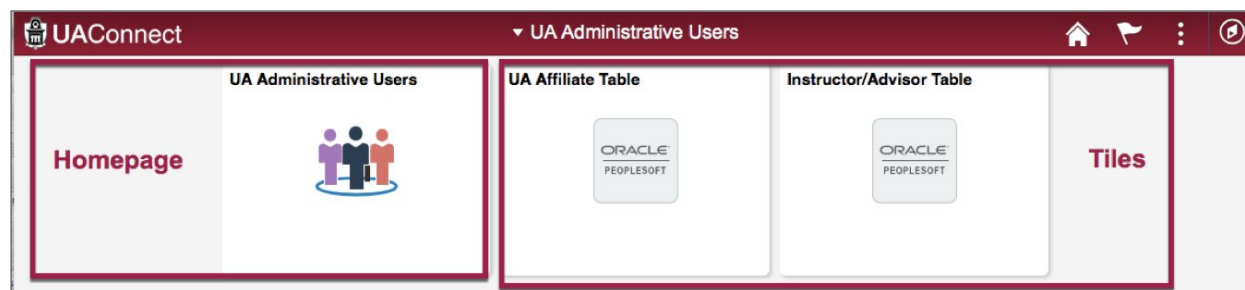 UAConnect
UA Administrative Users
UA Administrative Users
UA Affiliate Table
Instructor/Advisor Table
Homepage
ORACLE
PEOPLESOFT
ORACLE
PEOPLESOFT
Tiles